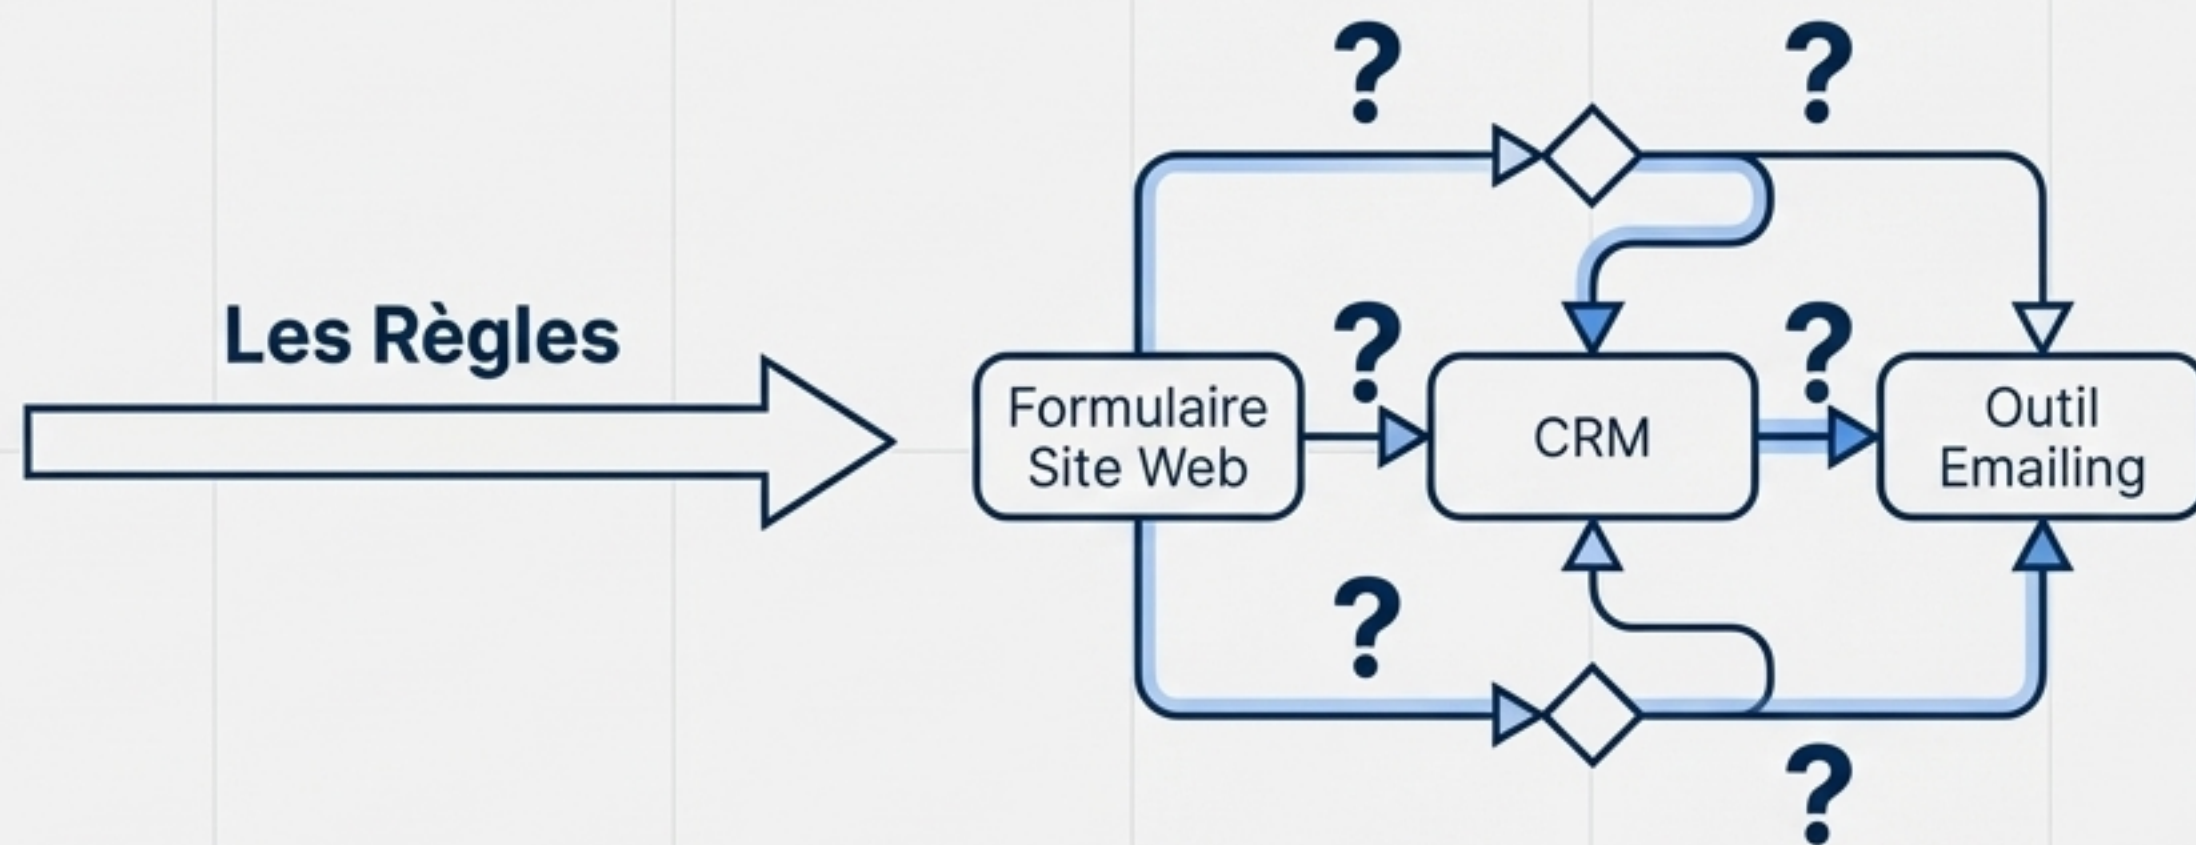 ? ?
Les Règles
? ?
Formulaire
Site Web
CRM
Outil
Emailing
?
?